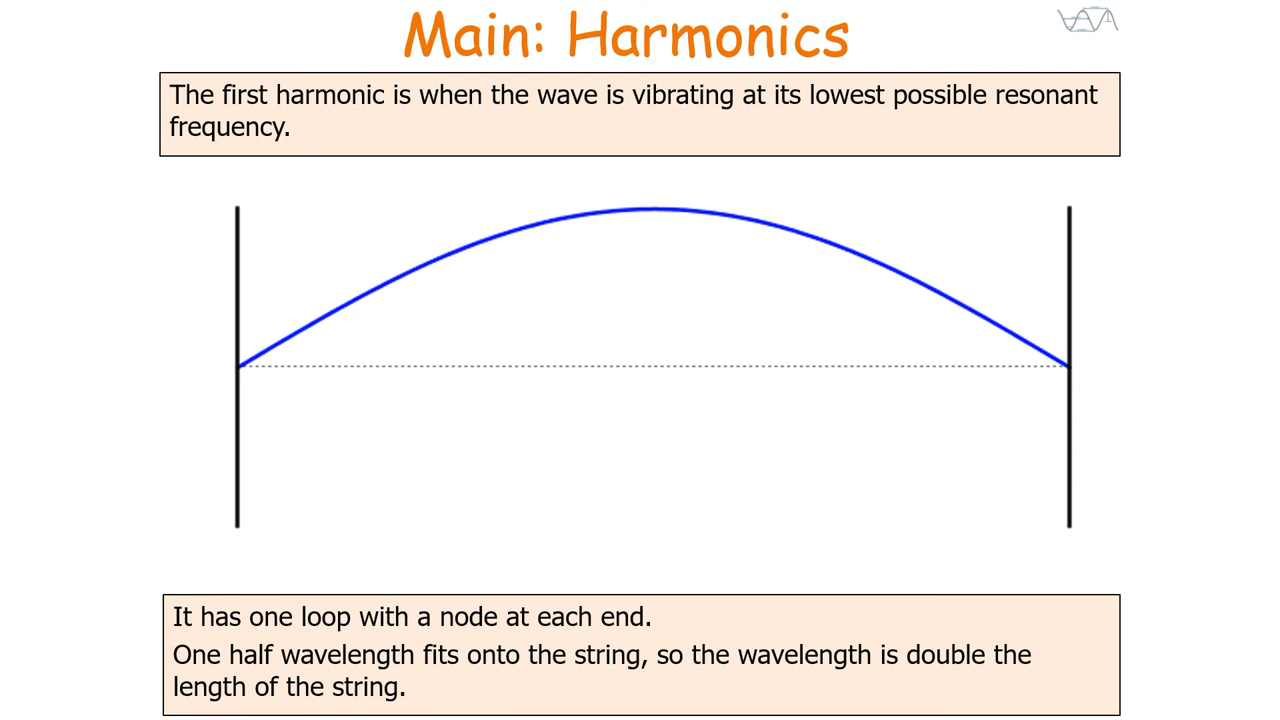 Main: Harmonics
The first harmonic is when the wave is vibrating at its lowest possible resonant
frequency.
It has one loop with a node at each end.
One half wavelength fits onto the string, so the wavelength is double the
length of the string.